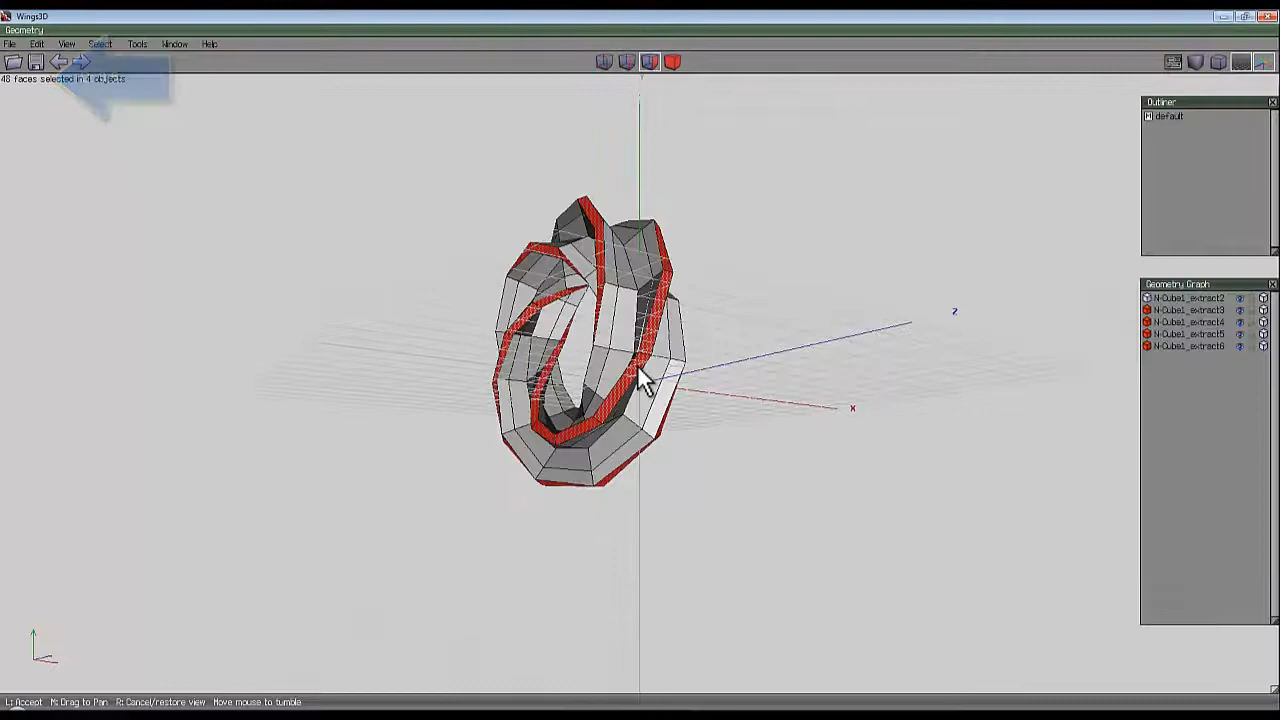 Wings3D
Geometry
File Edit View Select Tools Window Help
48 faces selected in 4 objects
Y
Outliner
default
Geometry Graph
N-Cube1_extract2
N-Cube1_extract3
N-Cube1_extract4
N-Cube1_extract5
N-Cube1_extract6
Z
X
L:Accept M:Drag to Pan R:Cancel/restore view Move mouse to tumble